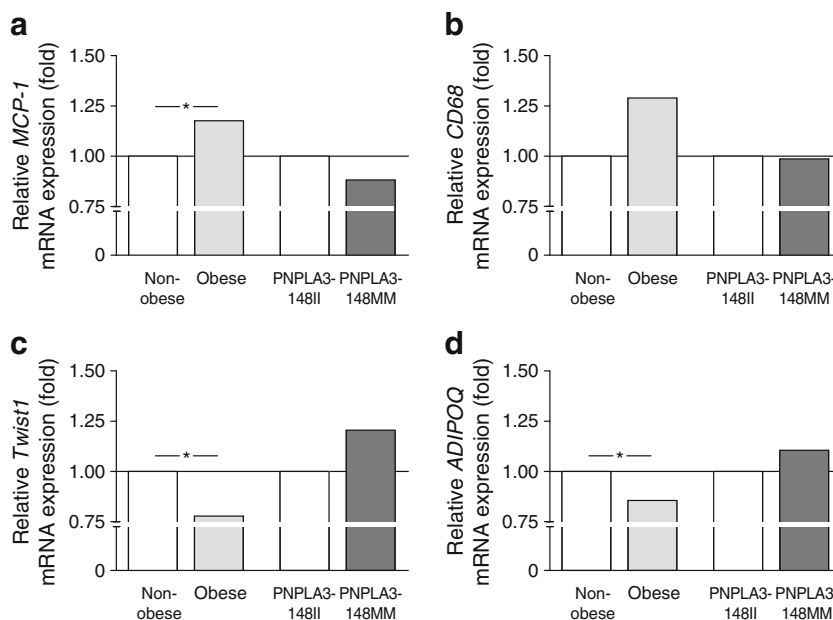 a
Relative MCP-1
mRNA expression (fold)
1.50
1.25
1.00
0.75
0
*
Non-
obese
Obese
PNPLA3-
148II
PNPLA3-
148MM
b
Relative CD68
mRNA expression (fold)
1.50
1.25
1.00
0.75
0
Non-
obese
Obese
PNPLA3-
148II
PNPLA3-
148MM
c
Relative Twist1
mRNA expression (fold)
1.50
1.25
1.00
0.75
0
*
Non-
obese
Obese
PNPLA3-
148II
PNPLA3-
148MM
d
Relative ADIPOQ
mRNA expression (fold)
1.50
1.25
1.00
0.75
0
*
Non-
obese
Obese
PNPLA3-
148II
PNPLA3
148MM